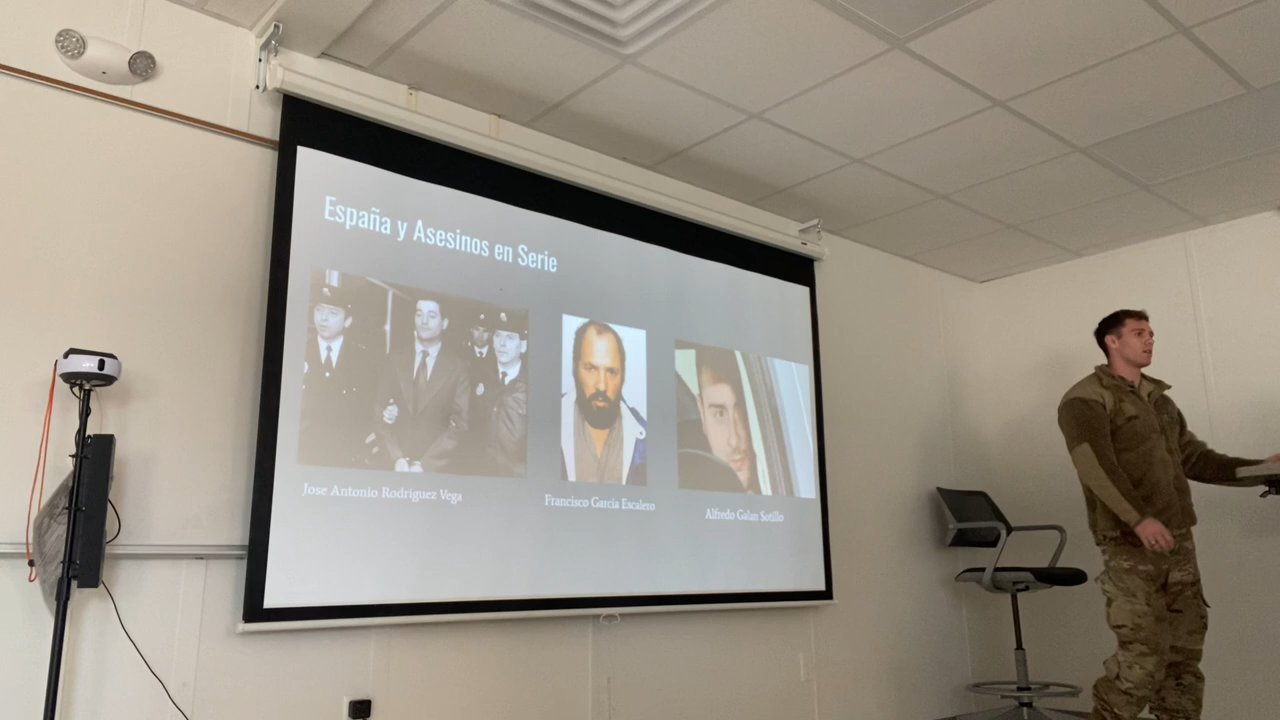 España y Asesinos en Serie
Jose Antonio Rodriguez Vega
Francisco Garcia Escalero
Alfredo Galan Sotillo